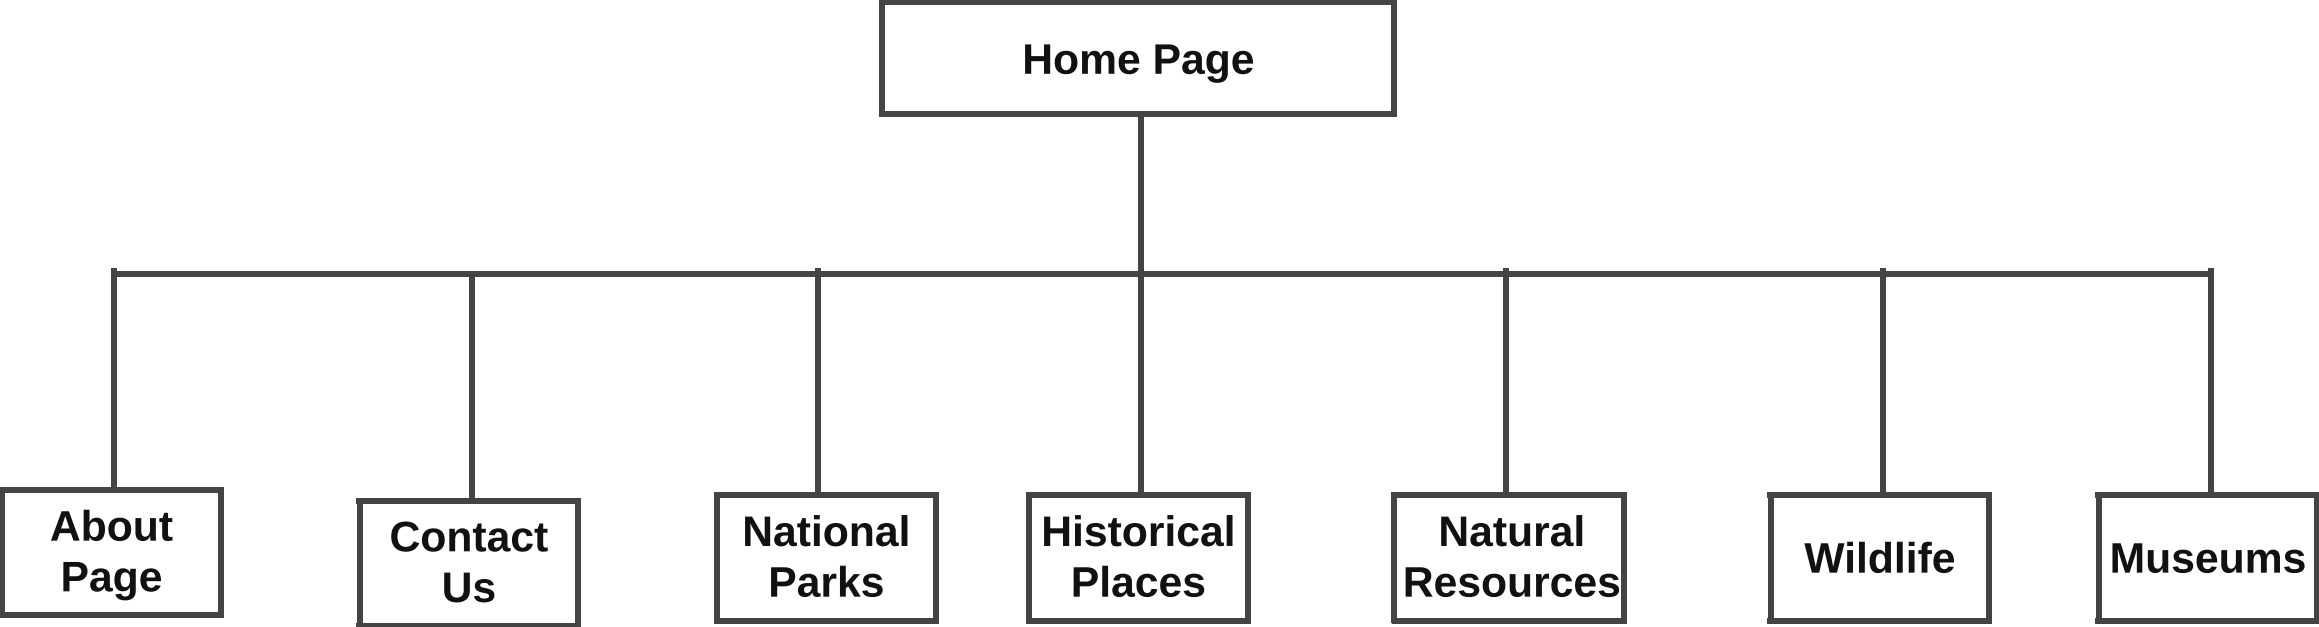 Home Page
About
Page
Contact
Us
National
Parks
Historical
Places
Natural
Resources
Wildlife
Museums